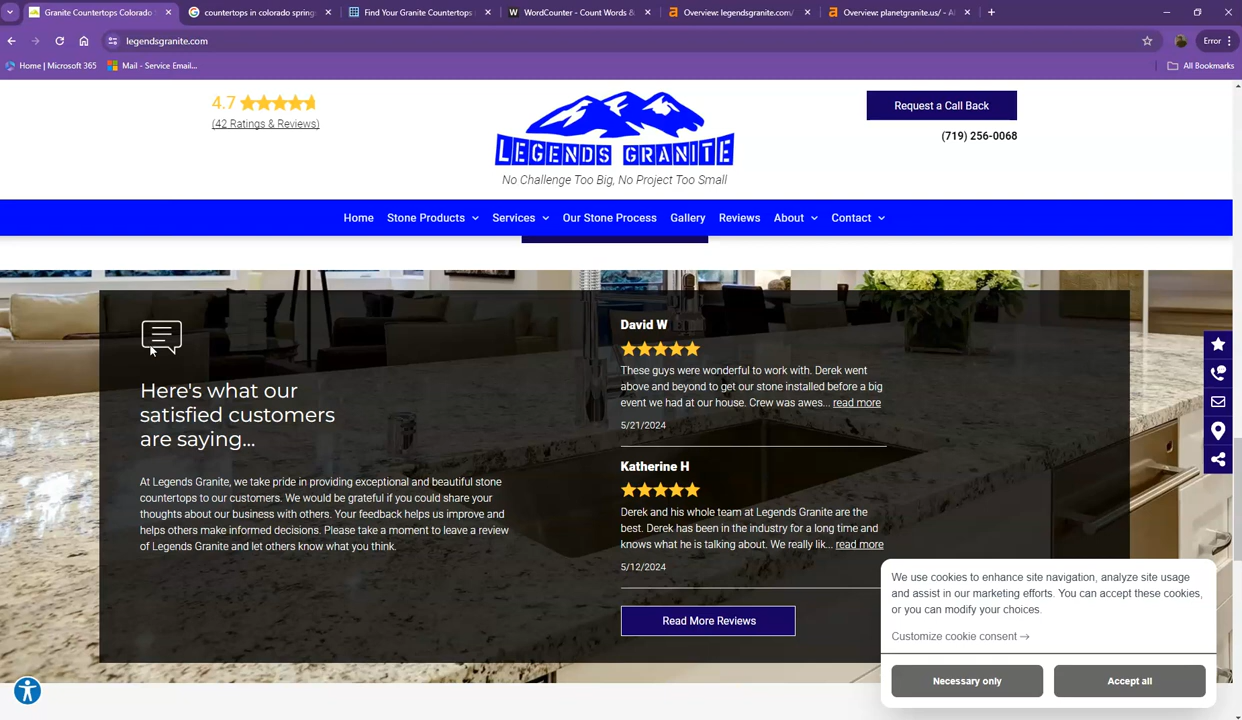 Granite Countertops Colorado
countertops in colorado spring
Find Your Granite Countertops
WordCounter - Count Words &
Overview: legendsgranite.com/
Overview: planetgranite.us/ - A
legendsgranite.com
Error
Home | Microsoft 365
Mail - Service Email...
All Bookmarks
4.7
(42 Ratings & Reviews)
LEGENDS GRANITE
No Challenge Too Big, No Project Too Small
Request a Call Back
(719) 256-0068
Home Stone Products Services Our Stone Process Gallery Reviews About Contact
Here's what our
satisfied customers
are saying...
At Legends Granite, we take pride in providing exceptional and beautiful stone
countertops to our customers. We would be grateful if you could share your
thoughts about our business with others. Your feedback helps us improve and
helps others make informed decisions. Please take a moment to leave a review
of Legends Granite and let others know what you think.
David W
These guys were wonderful to work with. Derek went
above and beyond to get our stone installed before a big
event we had at our house. Crew was awes... read more
5/21/2024
Katherine H
Derek and his whole team at Legends Granite are the
best. Derek has been in the industry for a long time and
knows what he is talking about. We really lik... read more
5/12/2024
Read More Reviews
We use cookies to enhance site navigation, analyze site usage
and assist in our marketing efforts. You can accept these cookies,
or you can modify your choices.
Customize cookie consent →
Necessary only
Accept all